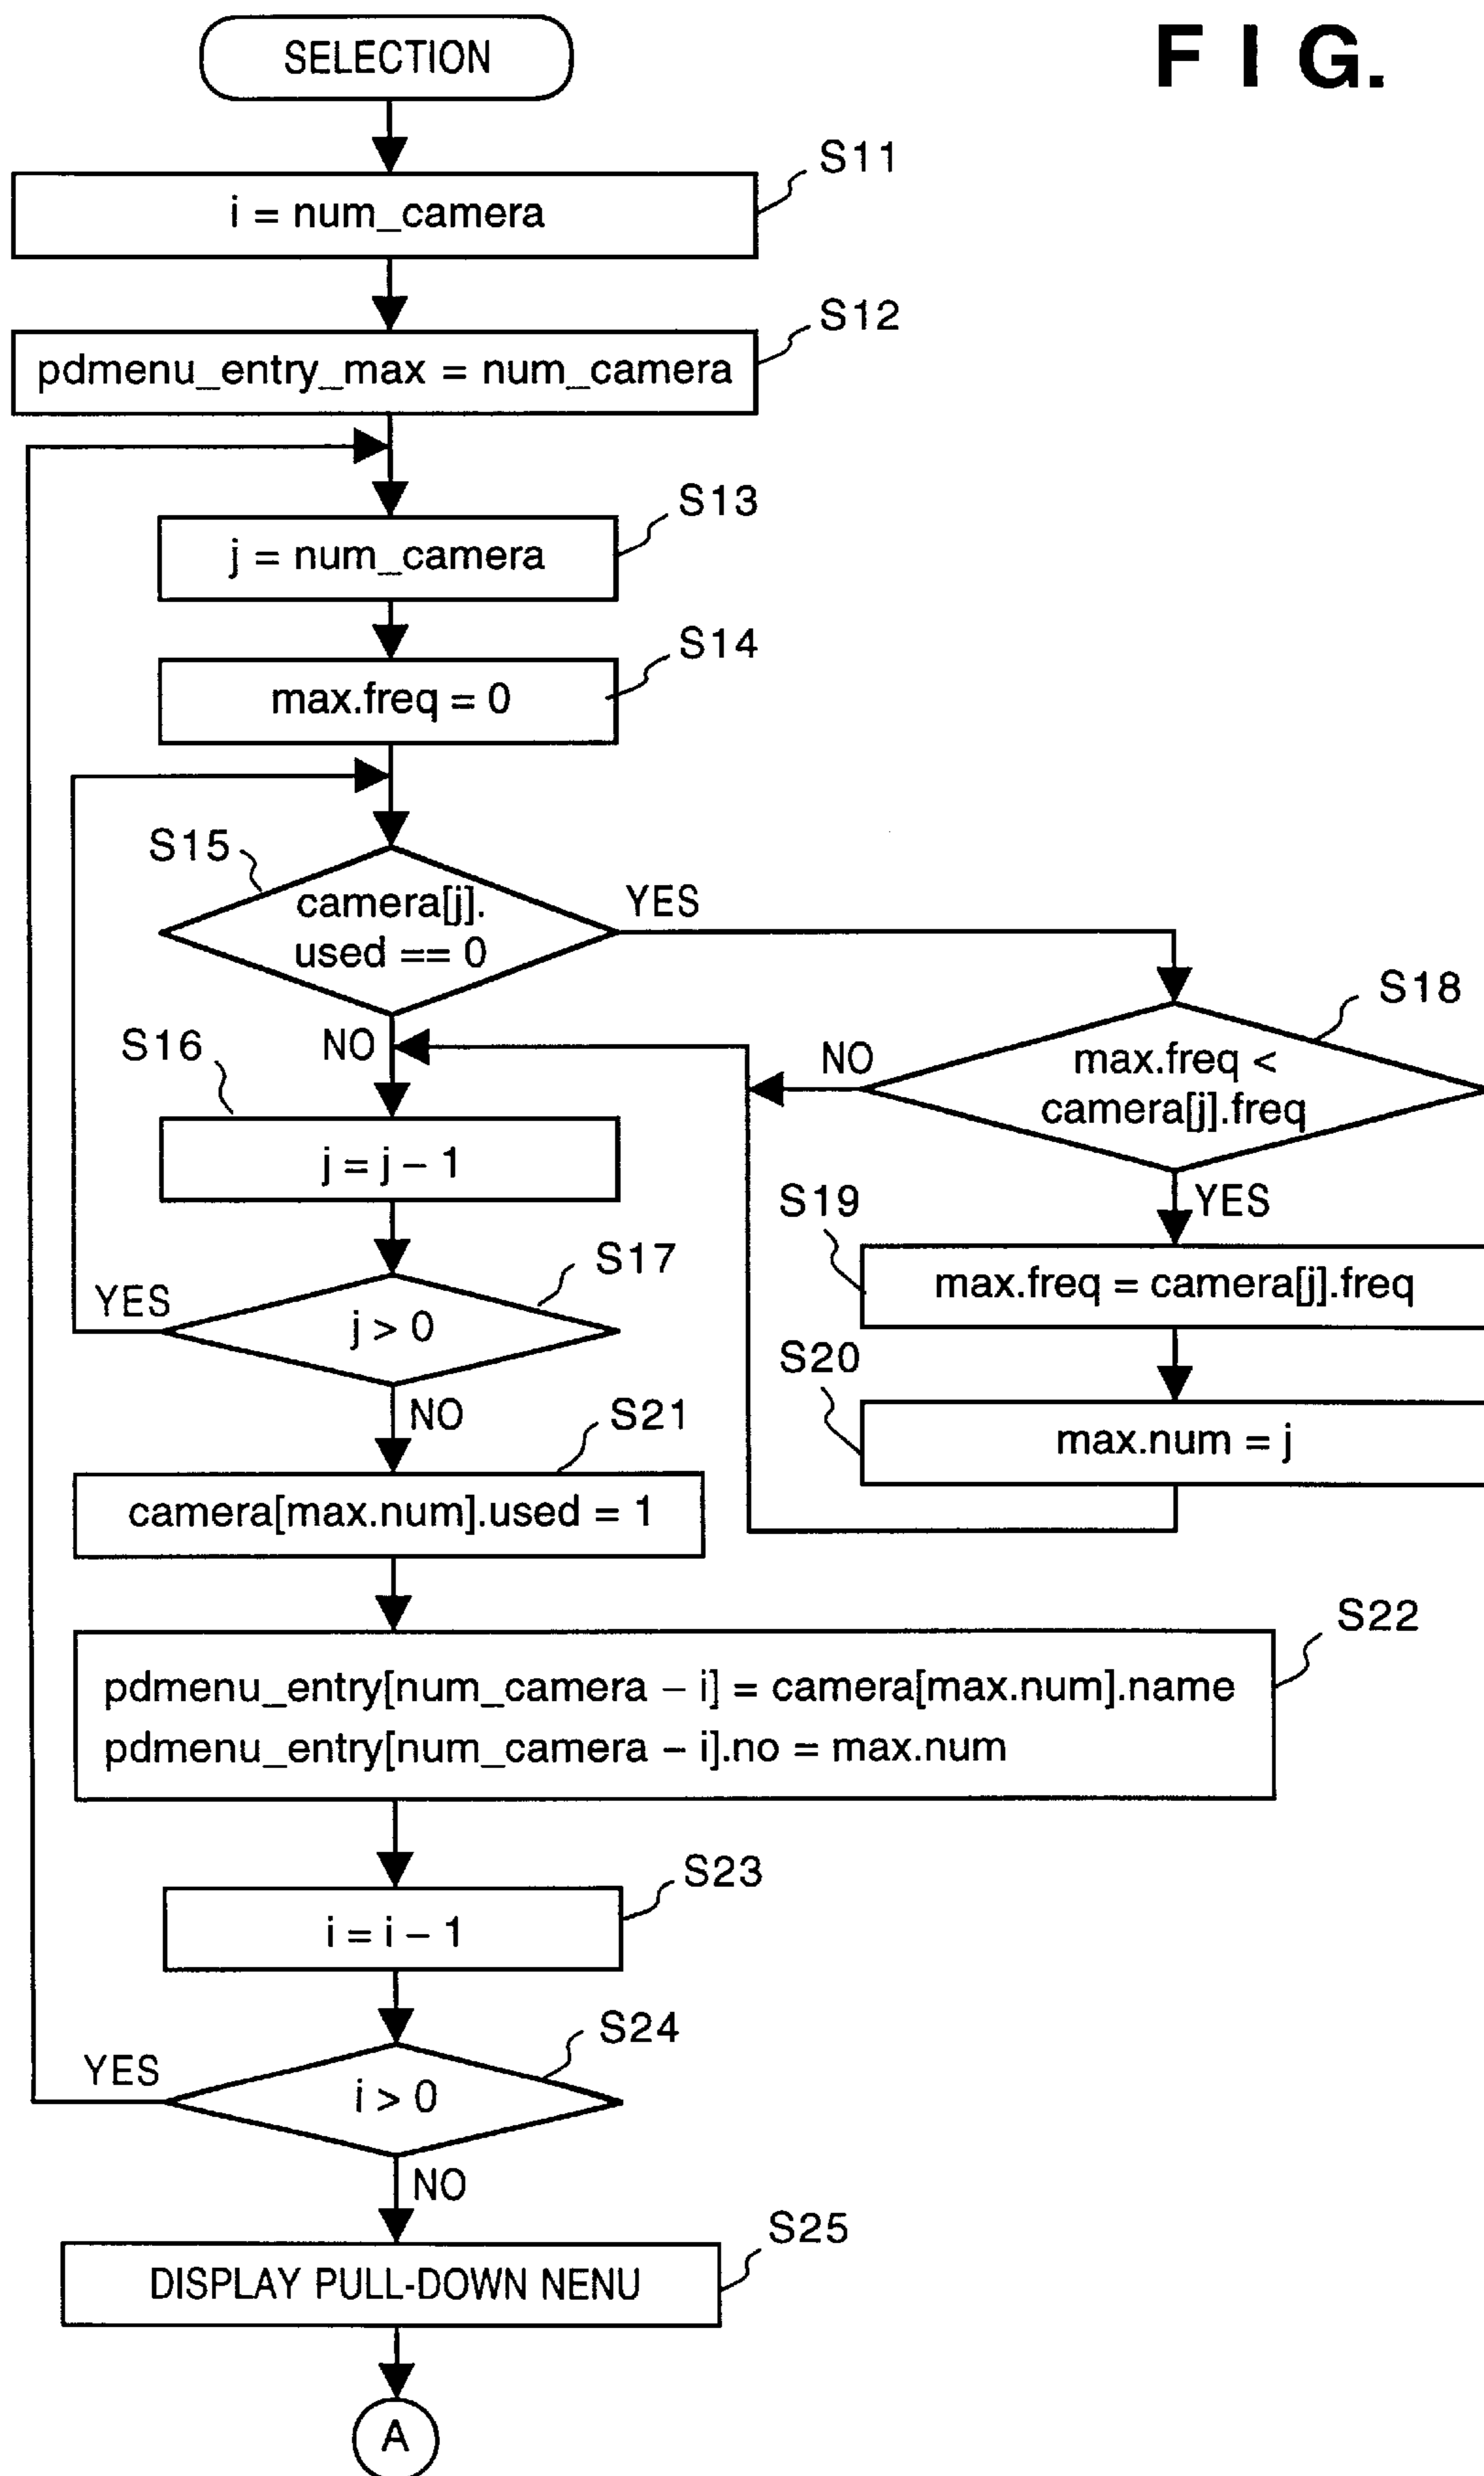 FIG.
SELECTION
S11
i = num_camera
S12
pdmenu_entry_max = num_camera
S13
j = num_camera
S14
max.freq = 0
S15
camera[j].
used == 0
YES
NO
S18
max.freq <
camera[j].freq
NO
YES
S16
j = j – 1
S19
max.freq = camera[j].freq
S17
j > 0
YES
NO
S20
max.num = j
S21
camera[max.num].used = 1
S22
pdmenu_entry[num_camera – i] = camera[max.num].name
pdmenu_entry[num_camera – i].no = max.num
S23
i = i – 1
S24
i > 0
YES
NO
S25
DISPLAY PULL-DOWN NENU
A